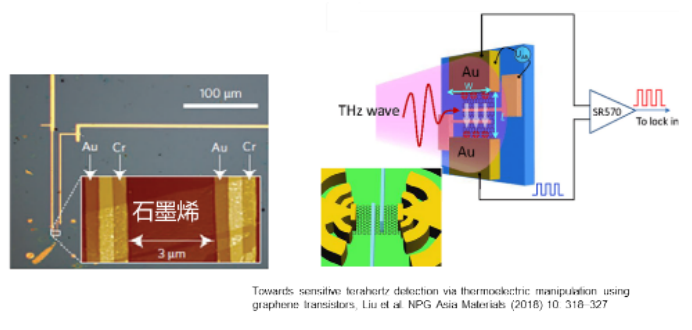 100 µm
Au
Cr
Au
Cr
石墨烯
3 µm
THz wave
Au
W
Au
SR570
To lock in
Towards sensitive terahertz detection via thermoelectric manipulation using
graphene transistors, Liu et al. NPG Asia Materials (2018) 10. 318–327